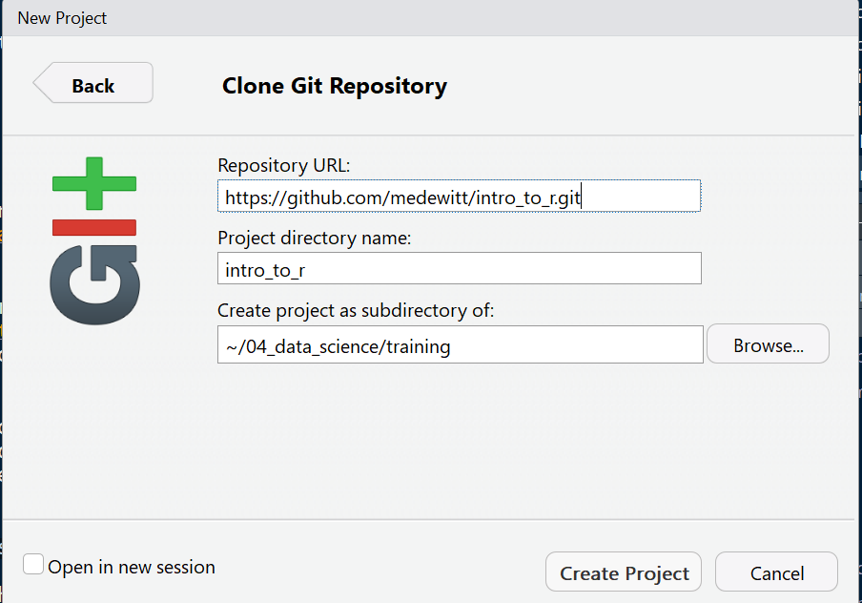 New Project
Back
Clone Git Repository
git
Repository URL:
https://github.com/medewitt/intro_to_r.git
Project directory name:
intro_to_r
Create project as subdirectory of:
~/04_data_science/training
Browse...
Open in new session
Create Project
Cancel